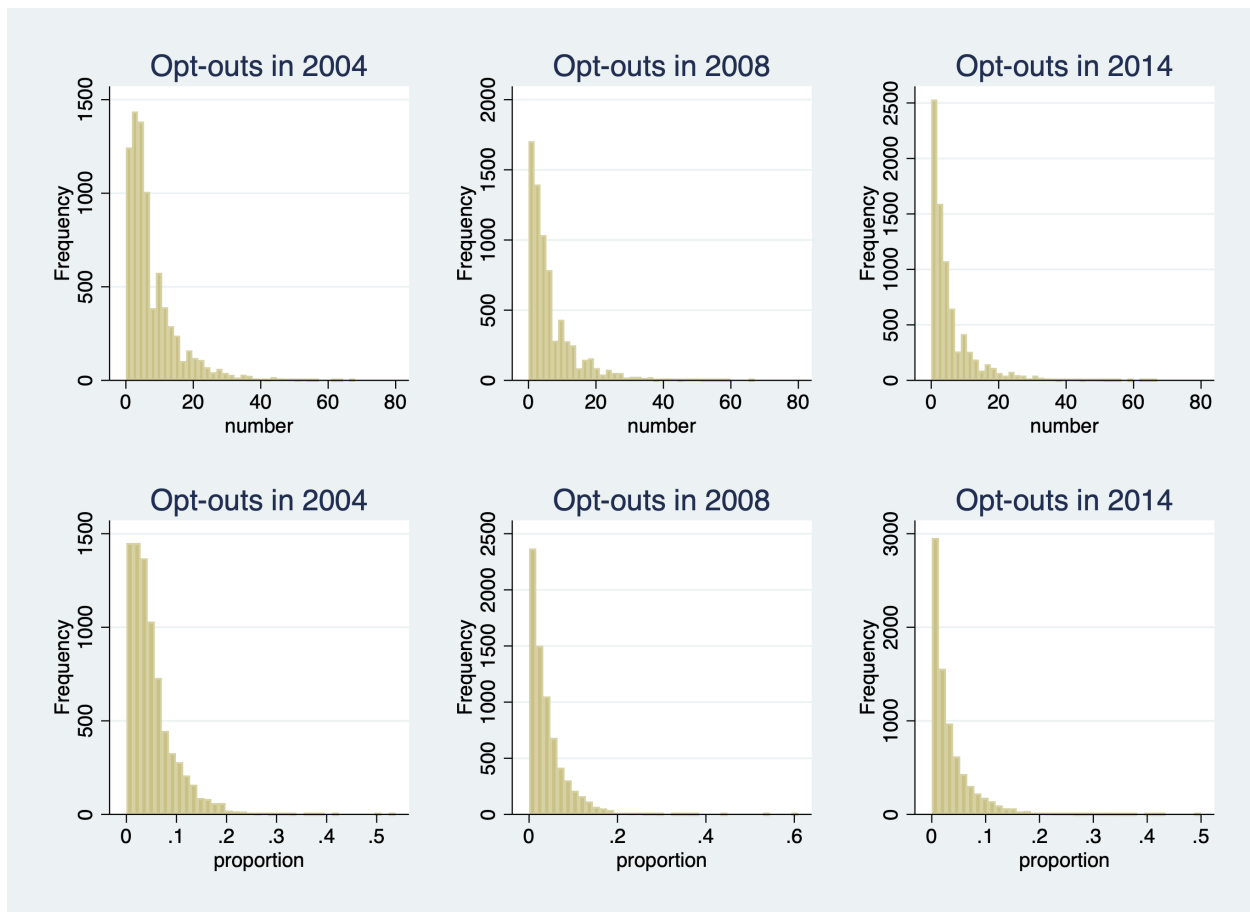 Opt-outs in 2004
Frequency
0 500 1000 1500
0 20 40 60 80
number
Opt-outs in 2008
Frequency
0 500 1000 1500 2000
0 20 40 60 80
number
Opt-outs in 2014
Frequency
0 500 1000 1500 2000 2500
0 20 40 60 80
number
Opt-outs in 2004
Frequency
0 500 1000 1500
0 .1 .2 .3 .4 .5
proportion
Opt-outs in 2008
Frequency
0 500 1000 1500 2000 2500
0 .2 .4 .6
proportion
Opt-outs in 2014
Frequency
0 1000 2000 3000
0 .1 .2 .3 .4 .5
proportion